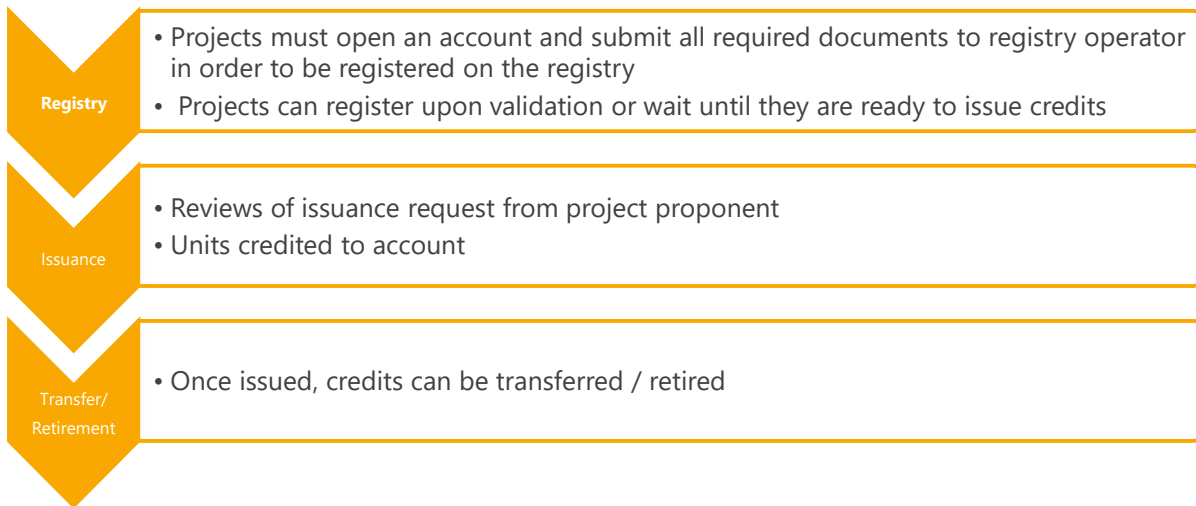 Registry
• Projects must open an account and submit all required documents to registry operator
in order to be registered on the registry
• Projects can register upon validation or wait until they are ready to issue credits
Issuance
• Reviews of issuance request from project proponent
• Units credited to account
Transfer/
Retirement
• Once issued, credits can be transferred / retired